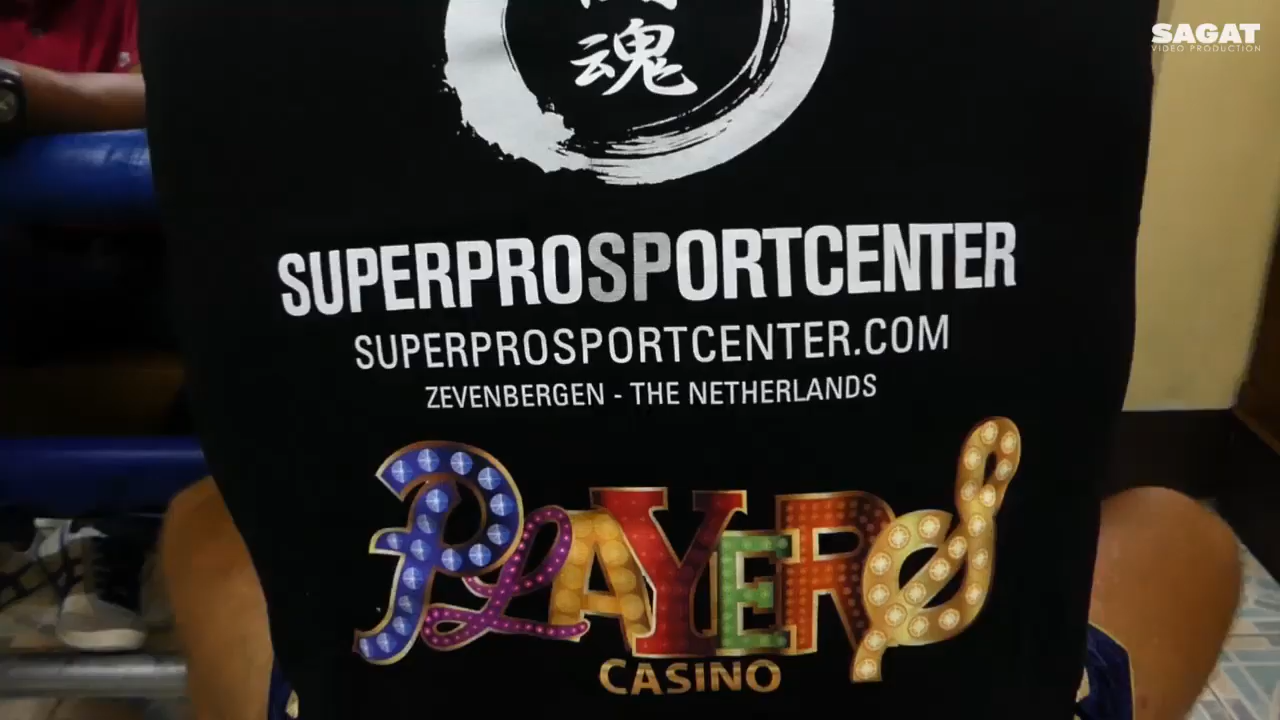 SAGAT
VIDEO PRODUCTION
魂
SUPERPROSPORTCENTER
SUPERPROSPORTCENTER.COM
ZEVENBERGEN - THE NETHERLANDS
PLAYERS
CASINO